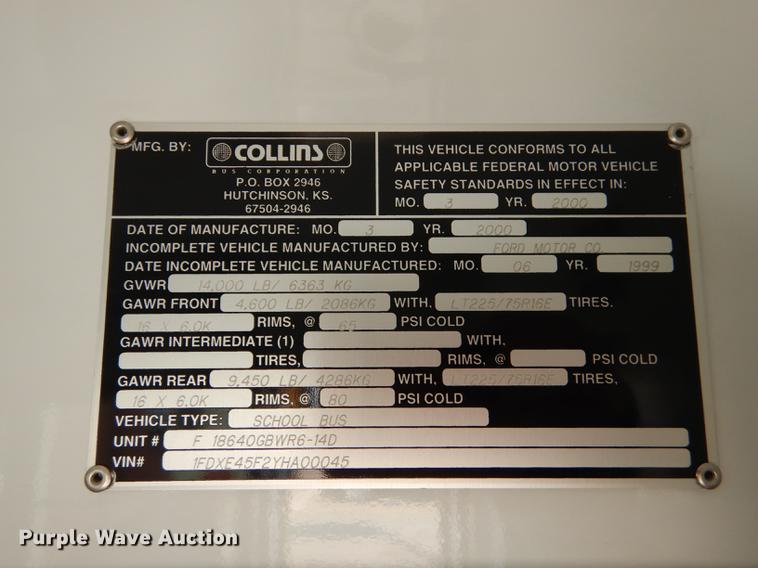 MFG. BY: COLLINS
BUS CORPORATION
P.O. BOX 2946
HUTCHINSON, KS.
67504-2946
THIS VEHICLE CONFORMS TO ALL
APPLICABLE FEDERAL MOTOR VEHICLE
SAFETY STANDARDS IN EFFECT IN:
MO. 3 YR. 2000
DATE OF MANUFACTURE: MO. 3 YR. 2000
INCOMPLETE VEHICLE MANUFACTURED BY: FORD MOTOR CO.
DATE INCOMPLETE VEHICLE MANUFACTURED: MO. 06 YR. 1999
GVWR 14,000 LB/ 6363 KG
GAWR FRONT 4,600 LB/ 2086KG WITH, LT225/75R16E TIRES.
16 X 6.0K RIMS, @ 65 PSI COLD
GAWR INTERMEDIATE (1) WITH,
TIRES, RIMS, @ PSI COLD
GAWR REAR 9,450 LB/ 4286KG WITH, LT225/75R16E TIRES,
16 X 6.0K RIMS, @ 80 PSI COLD
VEHICLE TYPE: SCHOOL BUS
UNIT # F 18640GBWR6-14D
VIN# 1FDXE45F2YHA00045
Purple Wave Auction